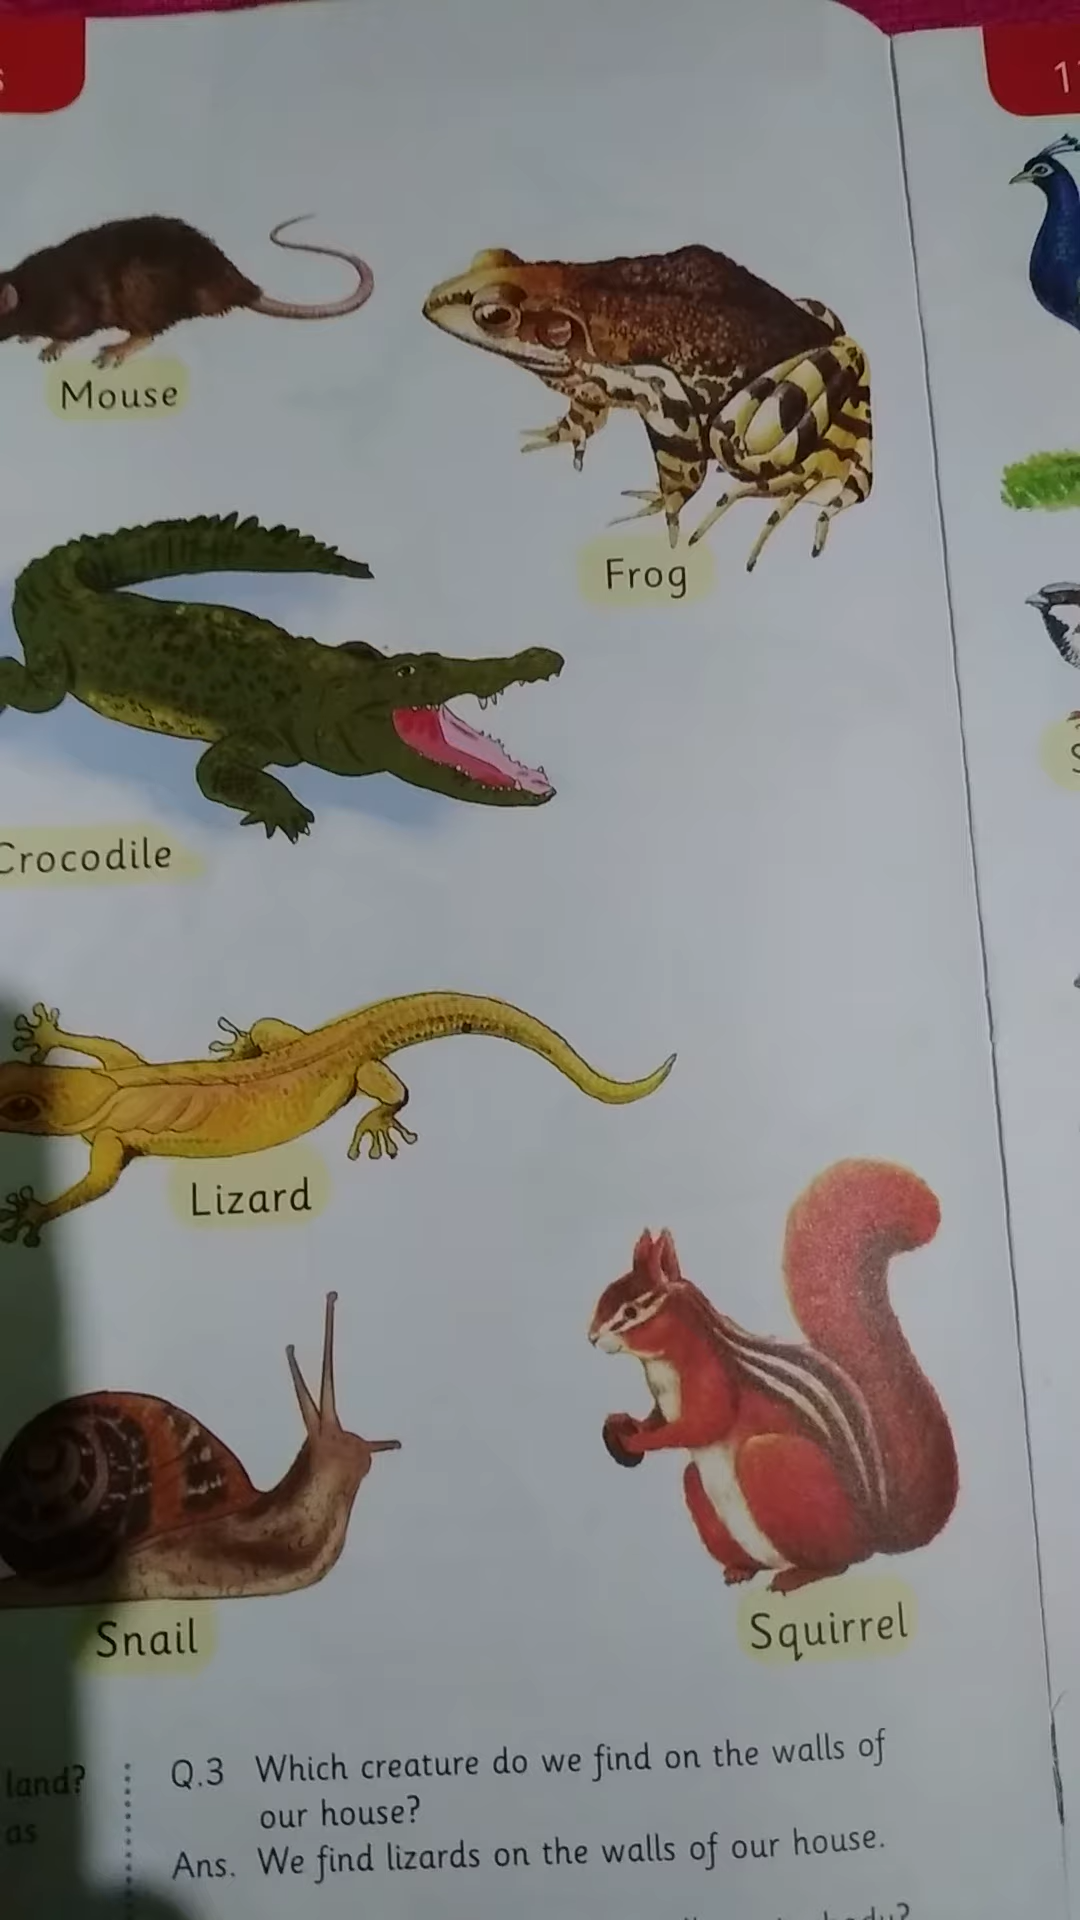 Mouse
Frog
Crocodile
Lizard
Snail
Squirrel
land?
as
Q.3 Which creature do we find on the walls of
our house?
Ans. We find lizards on the walls of our house.